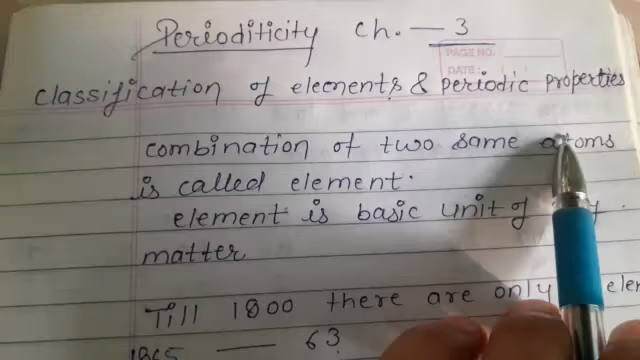 Perioditicity Ch. — 3
PAGE NO.
DATE:
Classification of elements & periodic properties
combination of two same atoms
is called element.
element is basic unit of
matter
Till 1800 there are only
1865 — 63